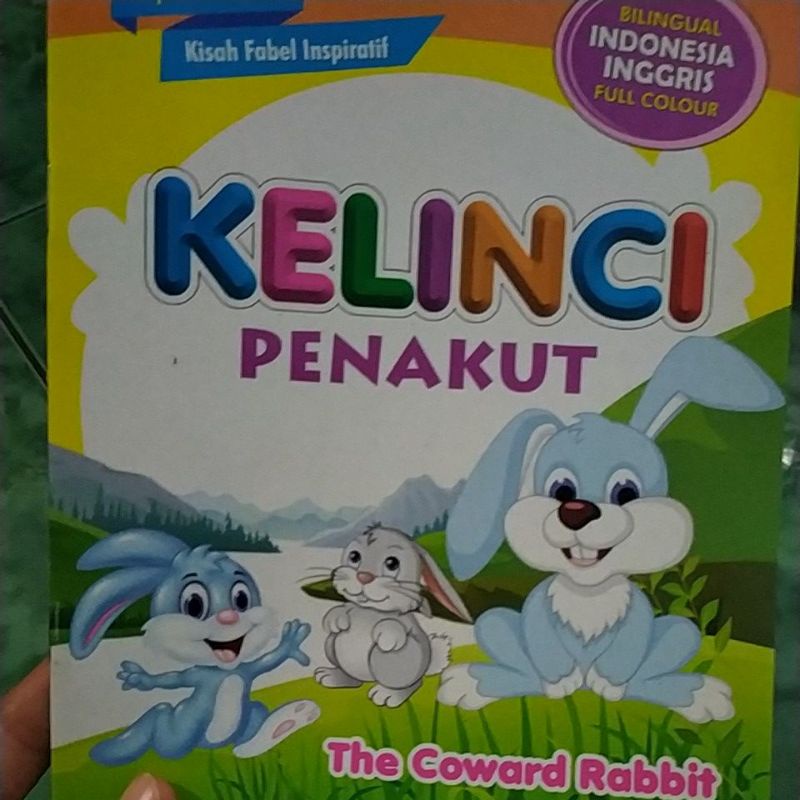 Kisah Fabel Inspiratif
BILINGUAL
INDONESIA
INGGRIS
FULL COLOUR
KELINCI
PENAKUT
The Coward Rabbit